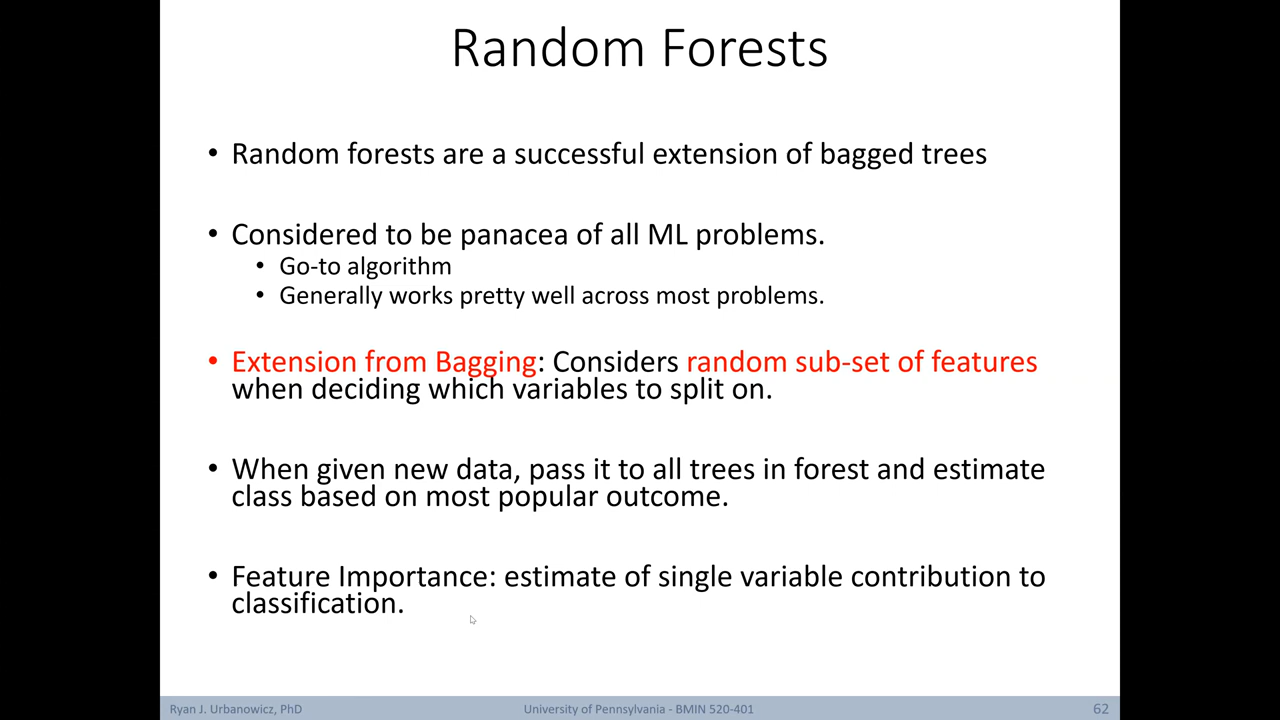 Random Forests
• Random forests are a successful extension of bagged trees
• Considered to be panacea of all ML problems.
• Go-to algorithm
• Generally works pretty well across most problems.
• Extension from Bagging: Considers random sub-set of features
when deciding which variables to split on.
• When given new data, pass it to all trees in forest and estimate
class based on most popular outcome.
• Feature Importance: estimate of single variable contribution to
classification.
Ryan J. Urbanowicz, PhD
University of Pennsylvania - BMIN 520-401
62